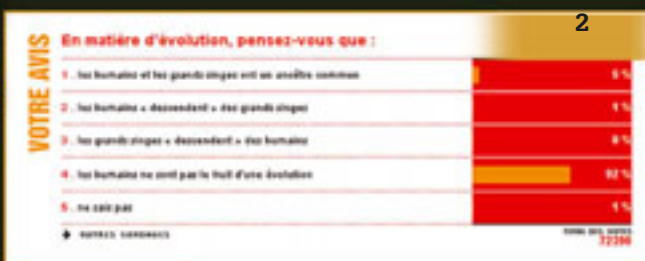 2
VOTRE AVIS
En matière d'évolution, pensez-vous que :
1 . les humains et les grands singes ont un ancêtre commun
5 %
2 . les humains « descendent » des grands singes
1 %
3 . les grands singes « descendent » des humains
0 %
4 . les humains ne sont pas le fruit d'une évolution
92 %
5 . ne sait pas
1 %
AUTRES SONDAGES
TOTAL DES VOTES